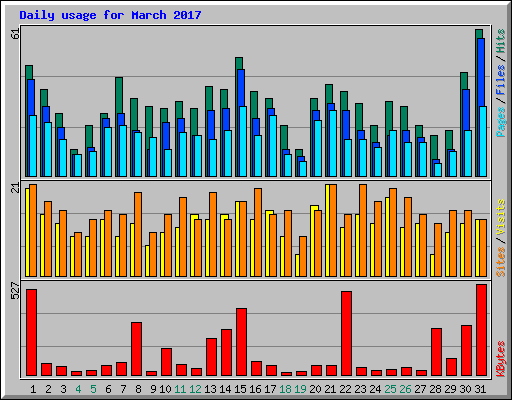 Daily usage for March 2017
61
Pages / Files / Hits
21
Sites / Visits
527
KBytes
1 2 3 4 5 6 7 8 9 10 11 12 13 14 15 16 17 18 19 20 21 22 23 24 25 26 27 28 29 30 31